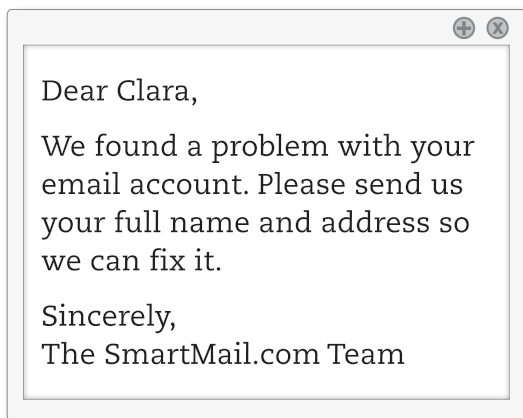 Dear Clara,
We found a problem with your
email account. Please send us
your full name and address so
we can fix it.
Sincerely,
The SmartMail.com Team